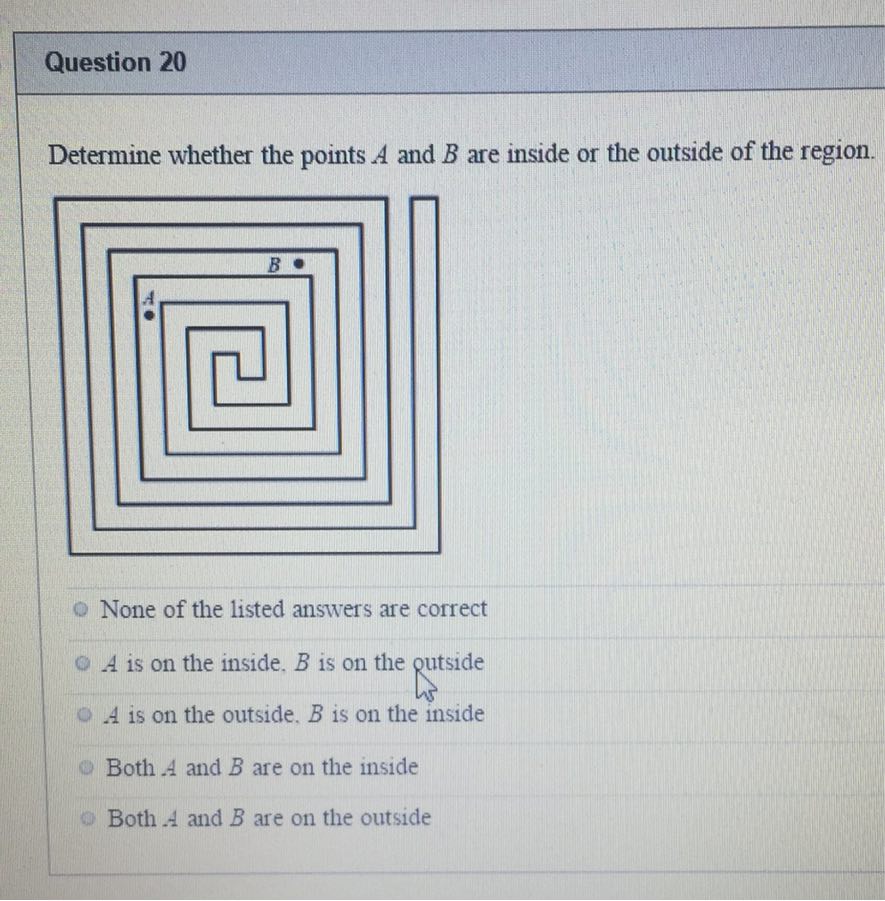 Question 20
Determine whether the points A and B are inside or the outside of the region.
B
A
None of the listed answers are correct
A is on the inside, B is on the outside
A is on the outside, B is on the inside
Both A and B are on the inside
Both A and B are on the outside